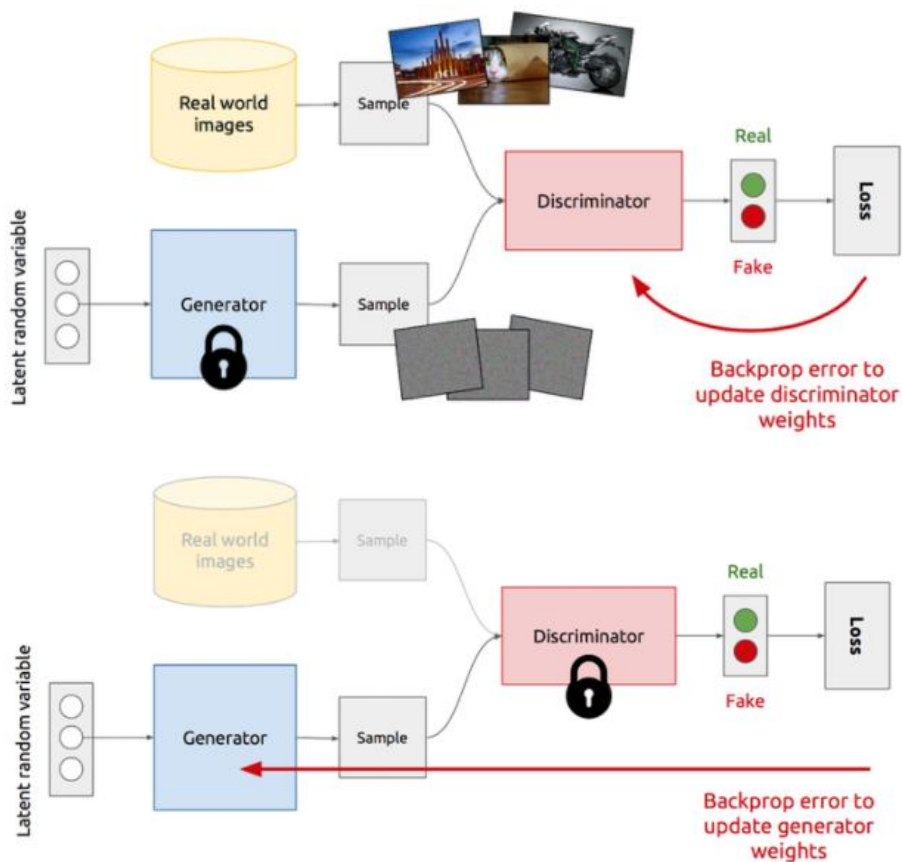 Real world
images
Sample
Latent random variable
Generator
Sample
Discriminator
Real
Fake
Loss
Backprop error to
update discriminator
weights
Real world
images
Sample
Latent random variable
Generator
Sample
Discriminator
Real
Fake
Loss
Backprop error to
update generator
weights